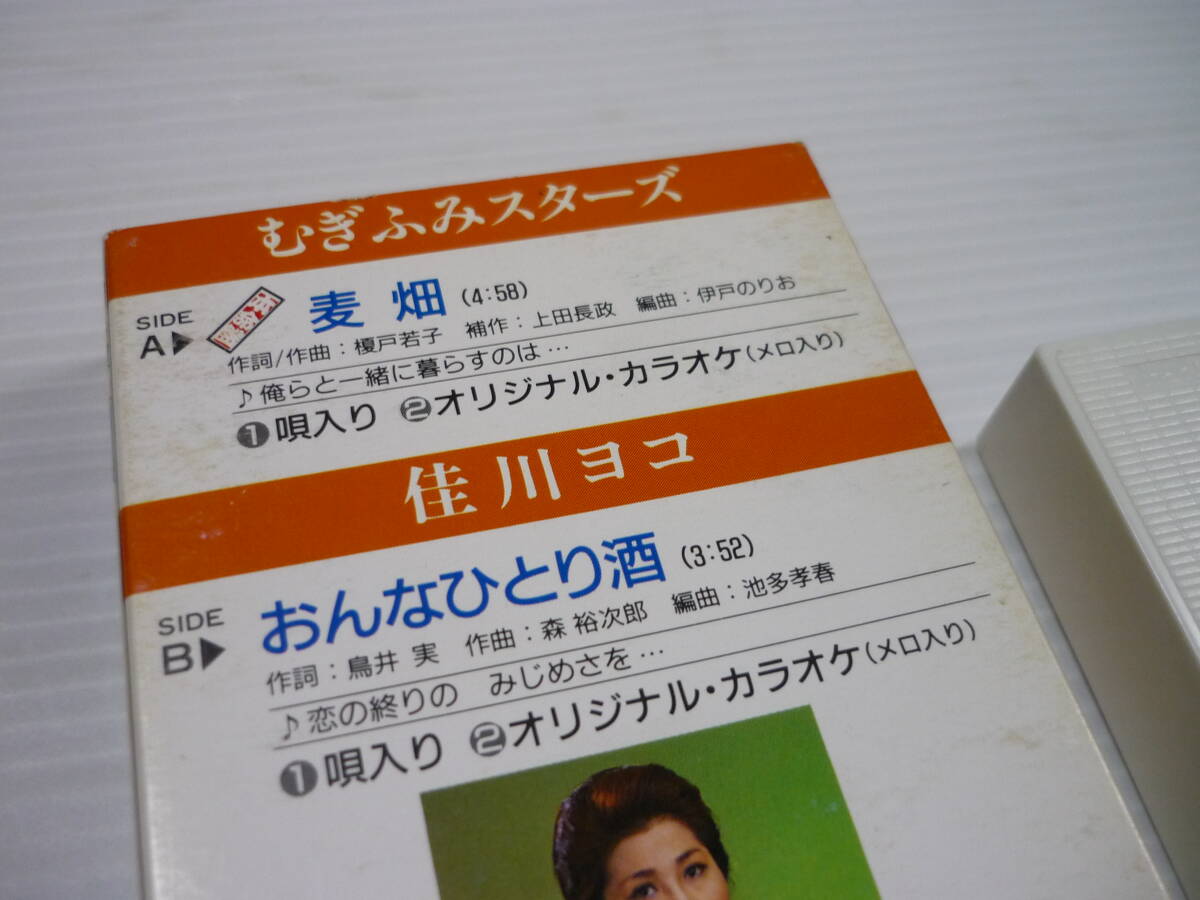 むぎふみスターズ
SIDE A▶ 麦畑 (4:58)
作詞/作曲：榎戸若子 補作：上田長政 編曲：伊戸のりお
♪俺らと一緒に暮らすのは…
❶唄入り ❷オリジナル・カラオケ(メロ入り)
佳川ヨコ
SIDE B▶ おんなひとり酒 (3:52)
作詞：鳥井 実 作曲：森 裕次郎 編曲：池多孝春
♪恋の終りの みじめさを…
❶唄入り ❷オリジナル・カラオケ(メロ入り)